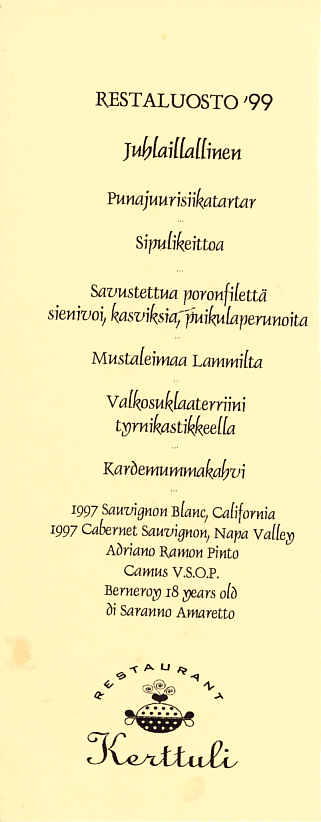 RESTALUOSTO '99
Juhlaillallinen
Punajuurisiikatartar
...
Sipulikeittoa
...
Savustettua poronfilettä
sienivoi, kasviksia, puikulaperunoita
...
Mustaleimaa Lammilta
...
Valkosuklaaterriini
tyrnikastikkeella
...
Kardemummakahvi
...
1997 Sauvignon Blanc, California
1997 Cabernet Sauvignon, Napa Valley
Adriano Ramon Pinto
Camus V.S.O.P.
Berneroy 18 years old
di Saranno Amaretto
RESTAURANT
Kerttuli